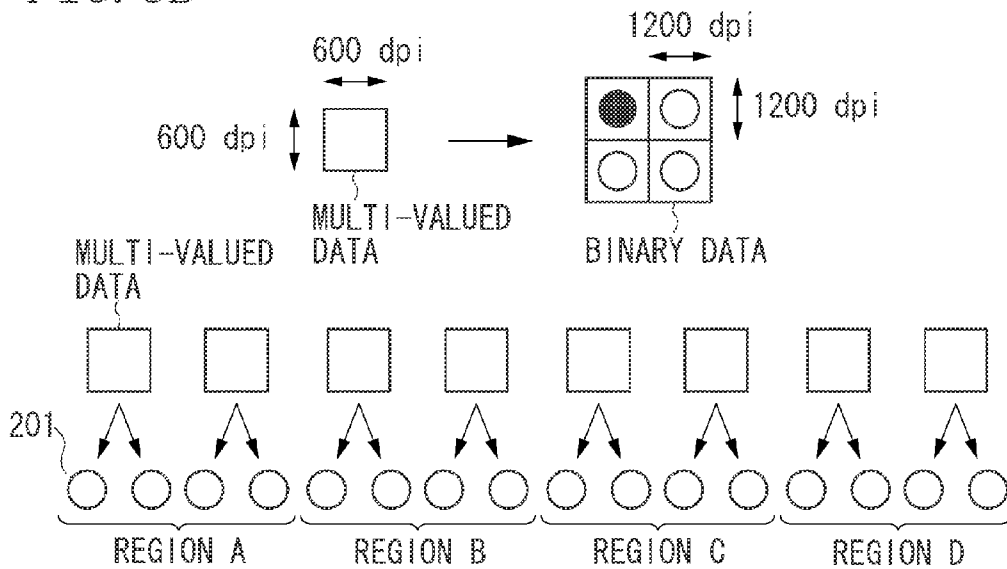 1200 dpi
600 dpi
600 dpi
1200 dpi
MULTI-VALUED
DATA
BINARY DATA
MULTI-VALUED
DATA
201
REGION A
REGION B
REGION C
REGION D